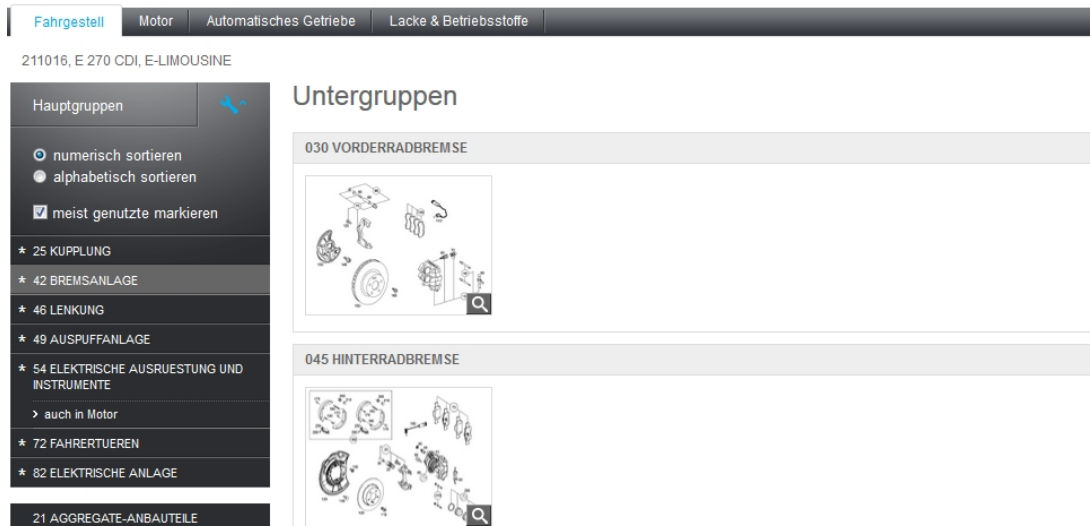 Fahrgestell Motor Automatisches Getriebe Lacke & Betriebsstoffe
211016, E 270 CDI, E-LIMOUSINE
Hauptgruppen
numerisch sortieren
alphabetisch sortieren
meist genutzte markieren
* 25 KUPPLUNG
* 42 BREMSANLAGE
* 46 LENKUNG
* 49 AUSPUFFANLAGE
* 54 ELEKTRISCHE AUSRUESTUNG UND
INSTRUMENTE
> auch in Motor
* 72 FAHRERTUEREN
* 82 ELEKTRISCHE ANLAGE
21 AGGREGATE-ANBAUTEILE
Untergruppen
030 VORDERRADBREMSE
045 HINTERRADBREMSE